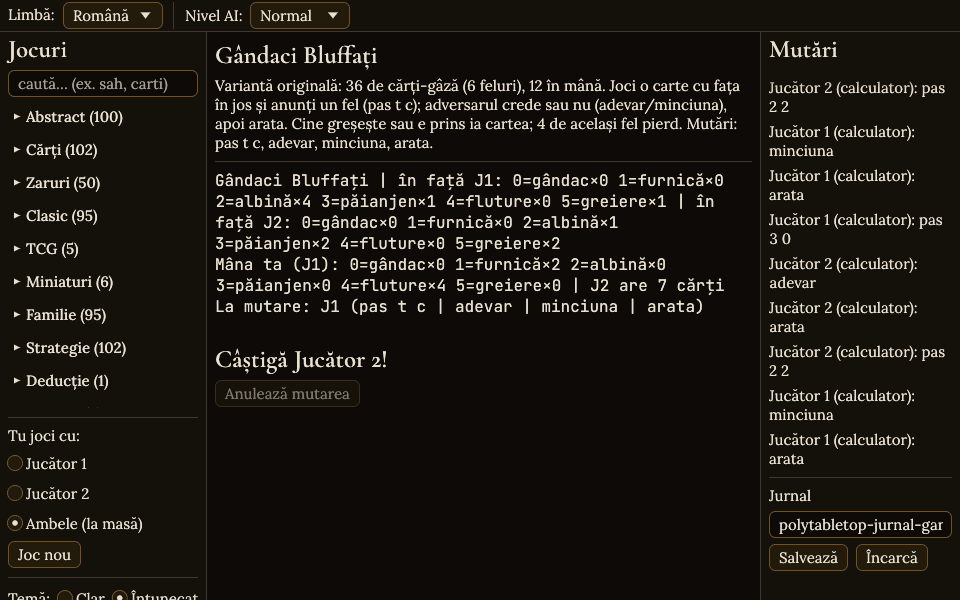 Limbă: Română Nivel AI: Normal
Jocuri
caută... (ex. sah, carti)
Abstract (100)
Cărți (102)
Zaruri (50)
Clasic (95)
TCG (5)
Miniaturi (6)
Familie (95)
Strategie (102)
Deducție (1)
Tu joci cu:
Jucător 1
Jucător 2
Ambele (la masă)
Joc nou
Temă: Clar Întunecat
Gândaci Bluffați
Variantă originală: 36 de cărți-gâză (6 feluri), 12 în mână. Joci o carte cu fața
în jos și anunți un fel (pas t c); adversarul crede sau nu (adevar/minciuna),
apoi arata. Cine greșește sau e prins ia cartea; 4 de același fel pierd. Mutări:
pas t c, adevar, minciuna, arata.
Gândaci Bluffați | în față J1: 0=gândac×0 1=furnică×0
2=albină×4 3=păianjen×1 4=fluture×0 5=greiere×1 | în
față J2: 0=gândac×0 1=furnică×0 2=albină×1
3=păianjen×2 4=fluture×0 5=greiere×2
Mâna ta (J1): 0=gândac×0 1=furnică×2 2=albină×0
3=păianjen×0 4=fluture×4 5=greiere×0 | J2 are 7 cărți
La mutare: J1 (pas t c | adevar | minciuna | arata)
Câștigă Jucător 2!
Anulează mutarea
Mutări
Jucător 2 (calculator): pas
2 2
Jucător 1 (calculator):
minciuna
Jucător 1 (calculator):
arata
Jucător 1 (calculator): pas
3 0
Jucător 2 (calculator):
adevar
Jucător 2 (calculator):
arata
Jucător 2 (calculator): pas
2 2
Jucător 1 (calculator):
minciuna
Jucător 1 (calculator):
arata
Jurnal
polytabletop-jurnal-gar
Salvează Încarcă